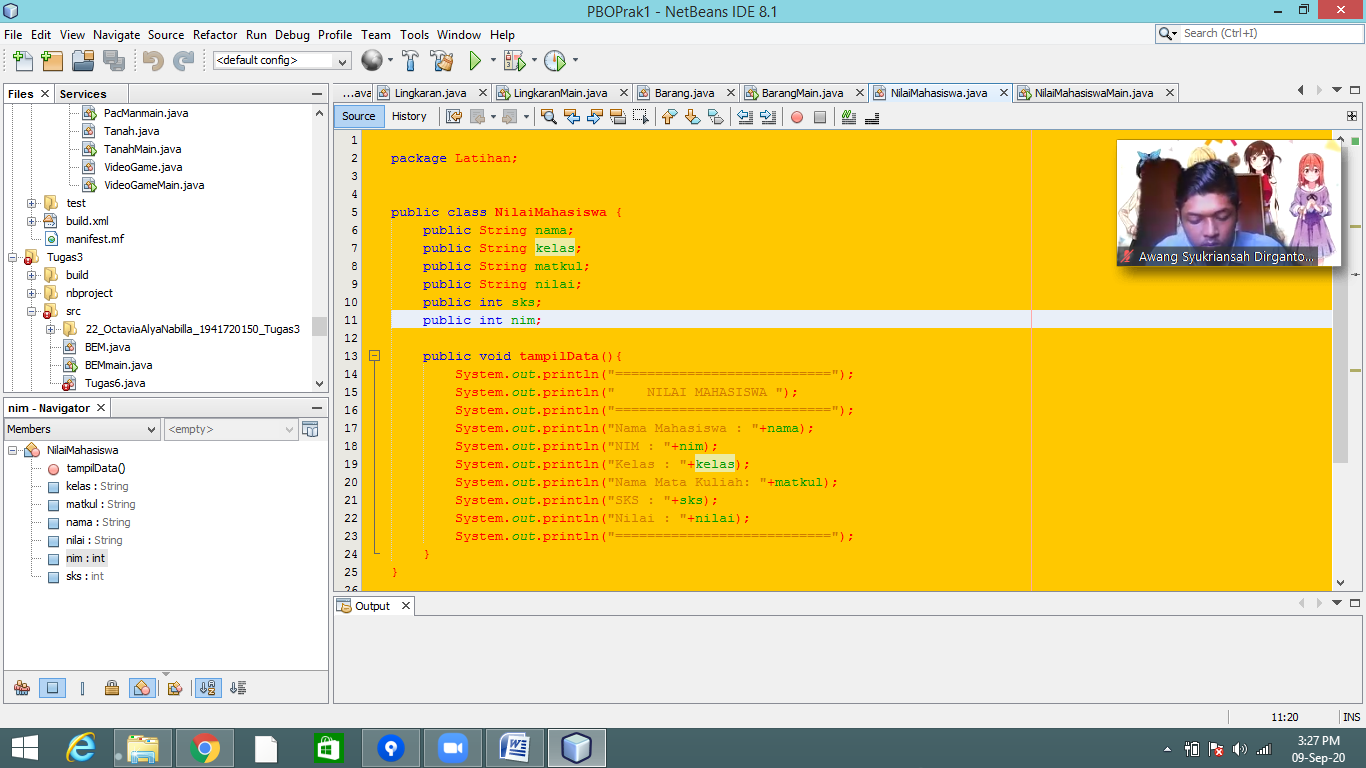 PBOPrak1 - NetBeans IDE 8.1
File Edit View Navigate Source Refactor Run Debug Profile Team Tools Window Help
Search (Ctrl+I)
<default config>
Files Services
PacManmain.java
Tanah.java
TanahMain.java
VideoGame.java
VideoGameMain.java
test
build.xml
manifest.mf
Tugas3
build
nbproject
src
22_OctaviaAlyaNabilla_1941720150_Tugas3
BEM.java
BEMmain.java
Tugas6.java
nim - Navigator
Members
<empty>
NilaiMahasiswa
tampilData()
kelas : String
matkul : String
nama : String
nilai : String
nim : int
sks : int
...ava Lingkaran.java LingkaranMain.java Barang.java BarangMain.java NilaiMahasiswa.java NilaiMahasiswaMain.java
Source History
1
2 package Latihan;
3
4
5 public class NilaiMahasiswa {
6 public String nama;
7 public String kelas;
8 public String matkul;
9 public String nilai;
10 public int sks;
11 public int nim;
12
13 public void tampilData(){
14 System.out.println("===========================");
15 System.out.println("    NILAI MAHASISWA ");
16 System.out.println("===========================");
17 System.out.println("Nama Mahasiswa : "+nama);
18 System.out.println("NIM : "+nim);
19 System.out.println("Kelas : "+kelas);
20 System.out.println("Nama Mata Kuliah: "+matkul);
21 System.out.println("SKS : "+sks);
22 System.out.println("Nilai : "+nilai);
23 System.out.println("===========================");
24 }
25 }
26
Awang Syukriansah Dirganto...
Output
11:20 INS
3:27 PM
09-Sep-20